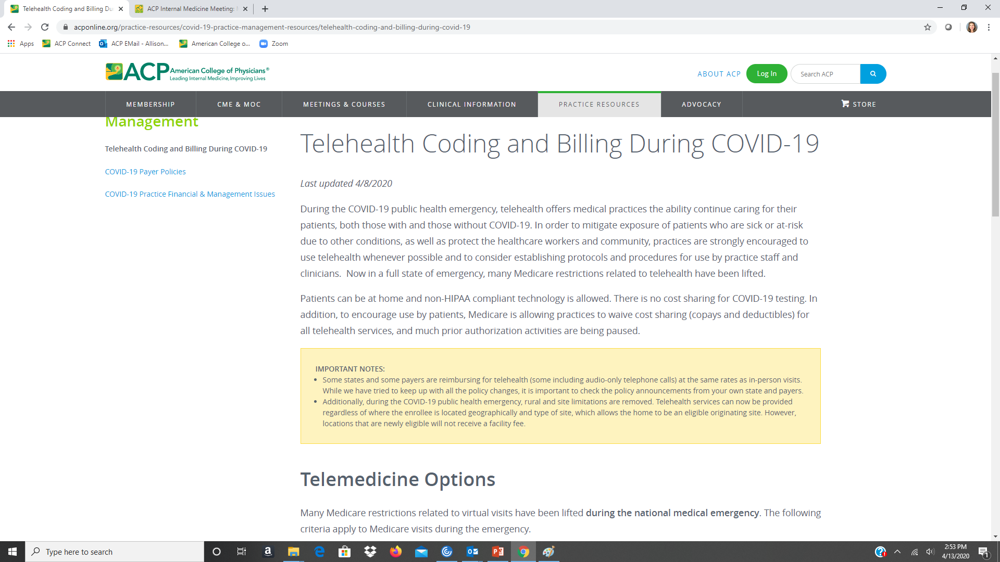 Telehealth Coding and Billing Du
ACP Internal Medicine Meeting:
acponline.org/practice-resources/covid-19-practice-management-resources/telehealth-coding-and-billing-during-covid-19
Apps
ACP Connect
ACP EMail - Allison...
American College o...
Zoom
ACP American College of Physicians®
Leading Internal Medicine, Improving Lives
ABOUT ACP
Log In
Search ACP
MEMBERSHIP
CME & MOC
MEETINGS & COURSES
CLINICAL INFORMATION
PRACTICE RESOURCES
ADVOCACY
STORE
Management
Telehealth Coding and Billing During COVID-19
COVID-19 Payer Policies
COVID-19 Practice Financial & Management Issues
Telehealth Coding and Billing During COVID-19
Last updated 4/8/2020
During the COVID-19 public health emergency, telehealth offers medical practices the ability continue caring for their
patients, both those with and those without COVID-19. In order to mitigate exposure of patients who are sick or at-risk
due to other conditions, as well as protect the healthcare workers and community, practices are strongly encouraged to
use telehealth whenever possible and to consider establishing protocols and procedures for use by practice staff and
clinicians.  Now in a full state of emergency, many Medicare restrictions related to telehealth have been lifted.
Patients can be at home and non-HIPAA compliant technology is allowed. There is no cost sharing for COVID-19 testing. In
addition, to encourage use by patients, Medicare is allowing practices to waive cost sharing (copays and deductibles) for
all telehealth services, and much prior authorization activities are being paused.
IMPORTANT NOTES:
• Some states and some payers are reimbursing for telehealth (some including audio-only telephone calls) at the same rates as in-person visits.
While we have tried to keep up with all the policy changes, it is important to check the policy announcements from your own state and payers.
• Additionally, during the COVID-19 public health emergency, rural and site limitations are removed. Telehealth services can now be provided
regardless of where the enrollee is located geographically and type of site, which allows the home to be an eligible originating site. However,
locations that are newly eligible will not receive a facility fee.
Telemedicine Options
Many Medicare restrictions related to virtual visits have been lifted during the national medical emergency. The following
criteria apply to Medicare visits during the emergency.
Type here to search
2:53 PM
4/13/2020
1